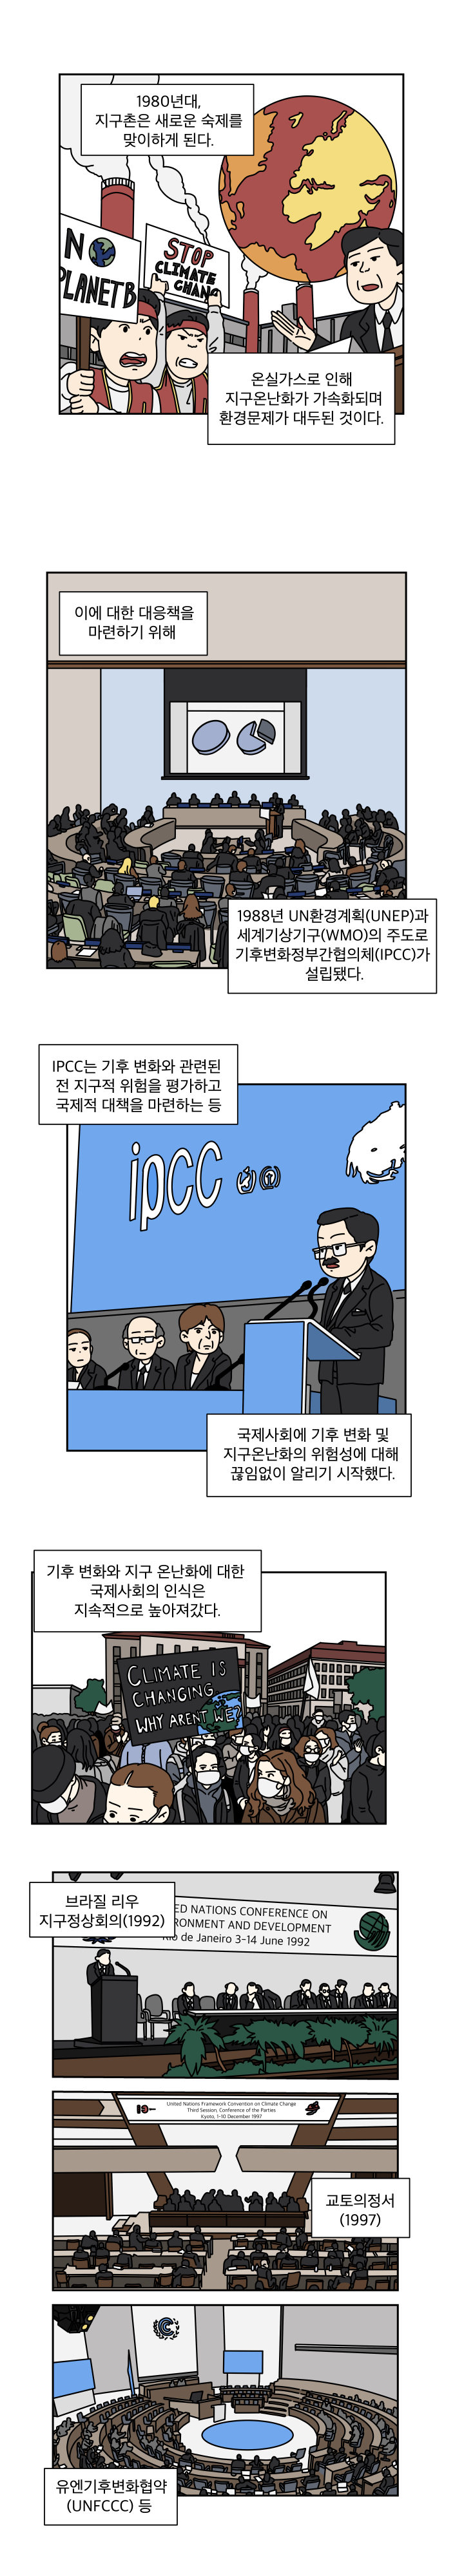 1980년대,
지구촌은 새로운 숙제를
맞이하게 된다.
N
PLANET B
STOP
CLIMATE
CHANG
온실가스로 인해
지구온난화가 가속화되며
환경문제가 대두된 것이다.
이에 대한 대응책을
마련하기 위해
1988년 UN환경계획(UNEP)과
세계기상기구(WMO)의 주도로
기후변화정부간협의체(IPCC)가
설립됐다.
IPCC는 기후 변화와 관련된
전 지구적 위험을 평가하고
국제적 대책을 마련하는 등
ipcc
국제사회에 기후 변화 및
지구온난화의 위험성에 대해
끊임없이 알리기 시작했다.
기후 변화와 지구 온난화에 대한
국제사회의 인식은
지속적으로 높아져갔다.
CLIMATE IS
CHANGING
WHY ARENT WE?
브라질 리우
지구정상회의(1992)
ED NATIONS CONFERENCE ON
RONMENT AND DEVELOPMENT
Rio de Janeiro 3-14 June 1992
United Nations Framework Convention on Climate Change
Third Session, Conference of the Parties
Kyoto, 1-10 December 1997
교토의정서
(1997)
유엔기후변화협약
(UNFCCC) 등